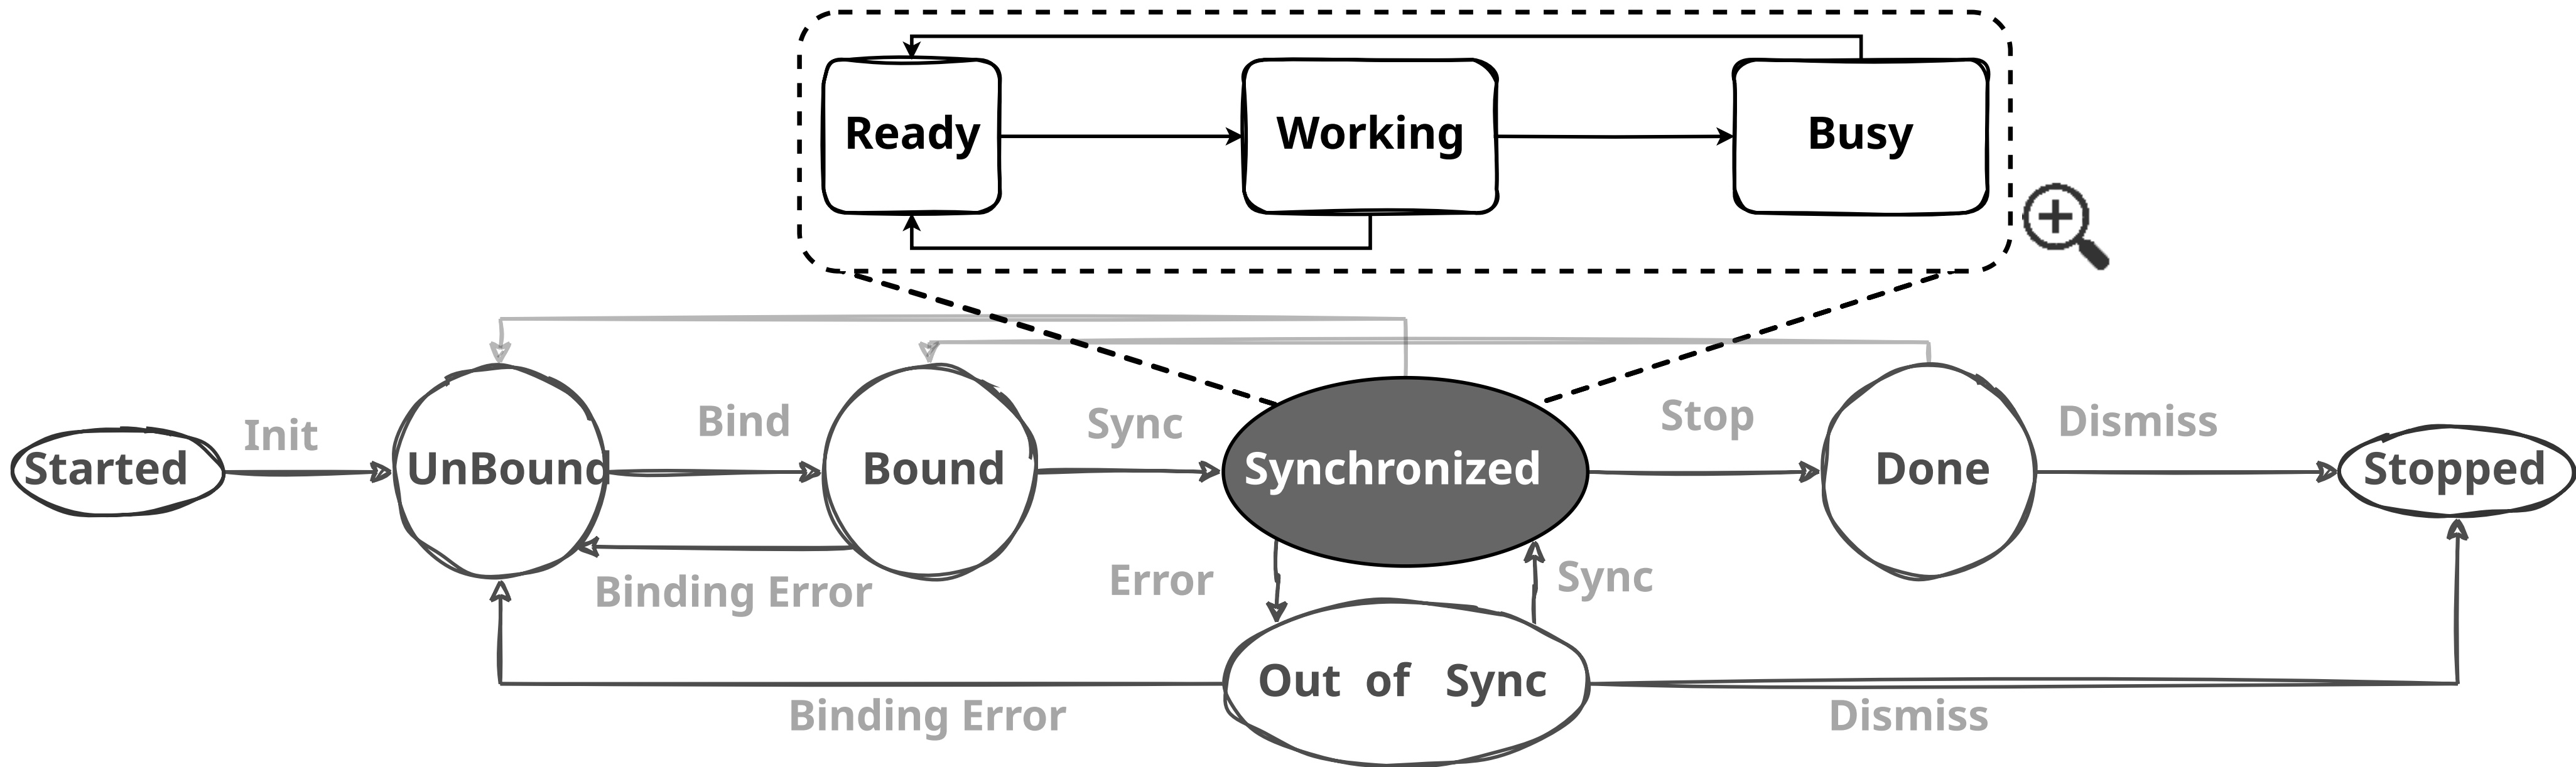 Ready
Working
Busy
Init
Bind
Sync
Stop
Dismiss
Started
UnBound
Bound
Synchronized
Done
Stopped
Binding Error
Error
Sync
Out of Sync
Binding Error
Dismiss